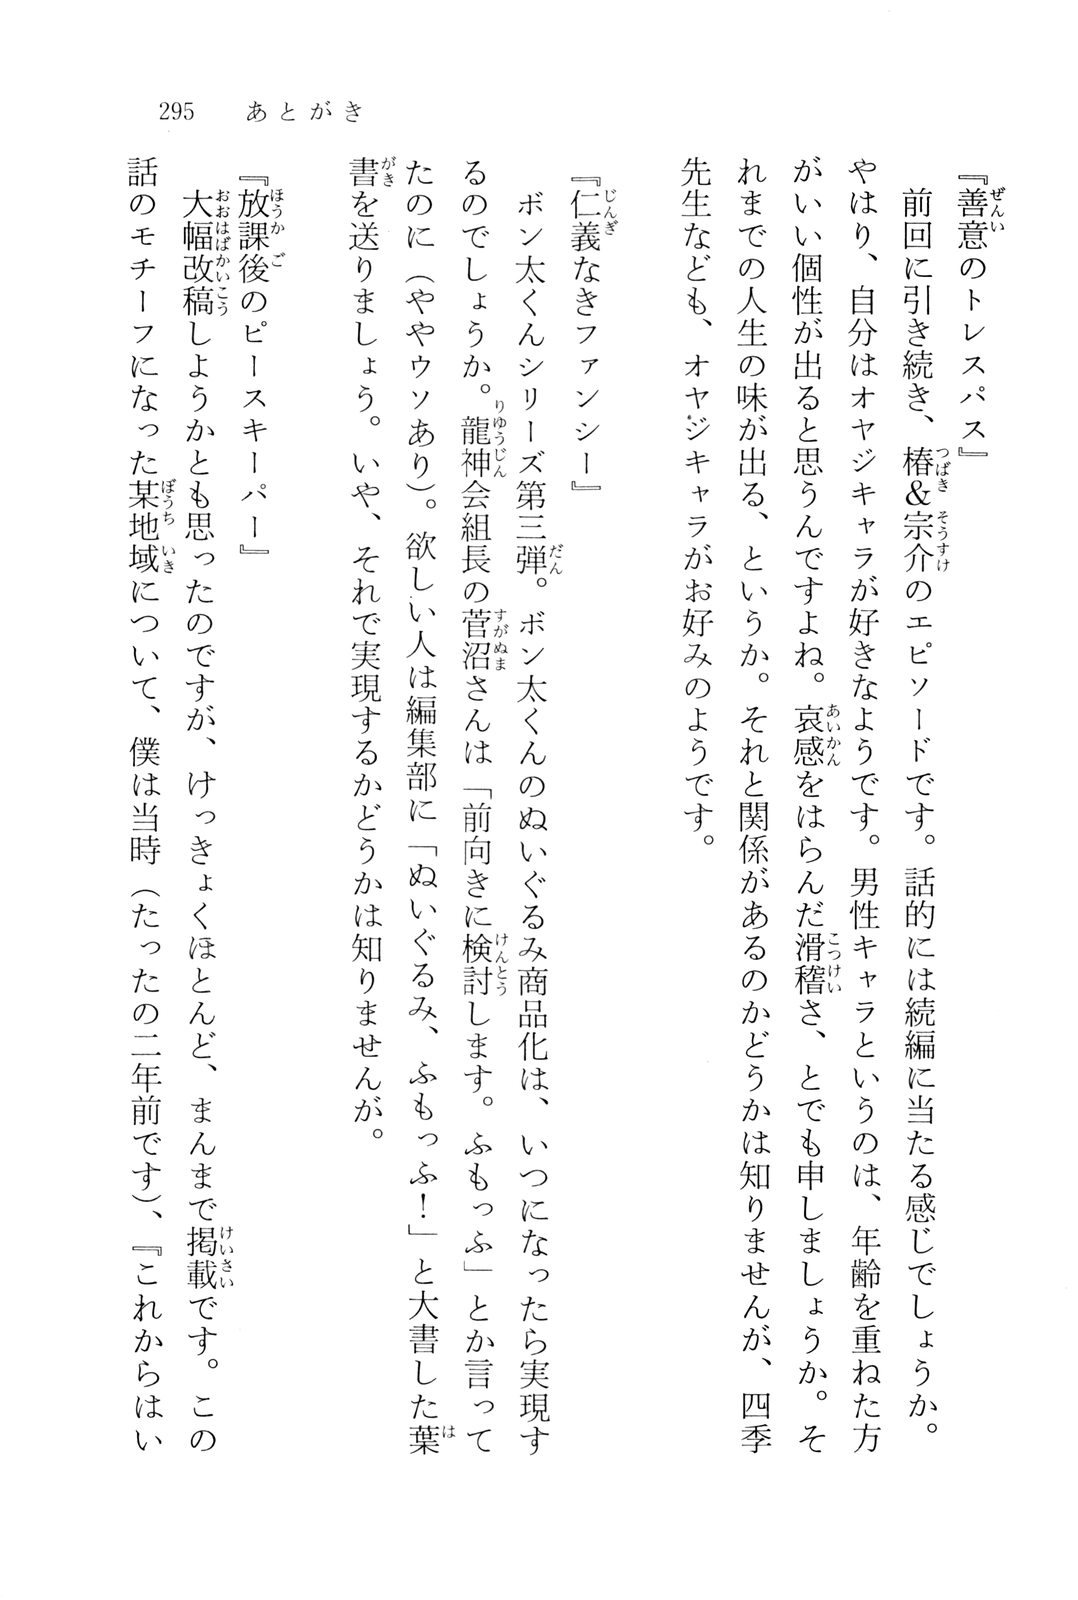 295　あとがき
『善意のトレスパス』
　前回に引き続き、椿&宗介のエピソードです。話的には続編に当たる感じでしょうか。
やはり、自分はオヤジキャラが好きなようです。男性キャラというのは、年齢を重ねた方
がいい個性が出ると思うんですよね。哀感をはらんだ滑稽さ、とでも申しましょうか。そ
れまでの人生の味が出る、というか。それと関係があるのかどうかは知りませんが、四季
先生なども、オヤジキャラがお好みのようです。
『仁義なきファンシー』
　ボン太くんシリーズ第三弾。ボン太くんのぬいぐるみ商品化は、いつになったら実現す
るのでしょうか。龍神会組長の菅沼さんは「前向きに検討します。ふもっふ」とか言って
たのに（ややウソあり）。欲しい人は編集部に「ぬいぐるみ、ふもっふ！」と大書した葉
書を送りましょう。いや、それで実現するかどうかは知りませんが。
『放課後のピースキーパー』
　大幅改稿しようかとも思ったのですが、けっきょくほとんど、まんまで掲載です。この
話のモチーフになった某地域について、僕は当時（たったの二年前です）、『これからはい